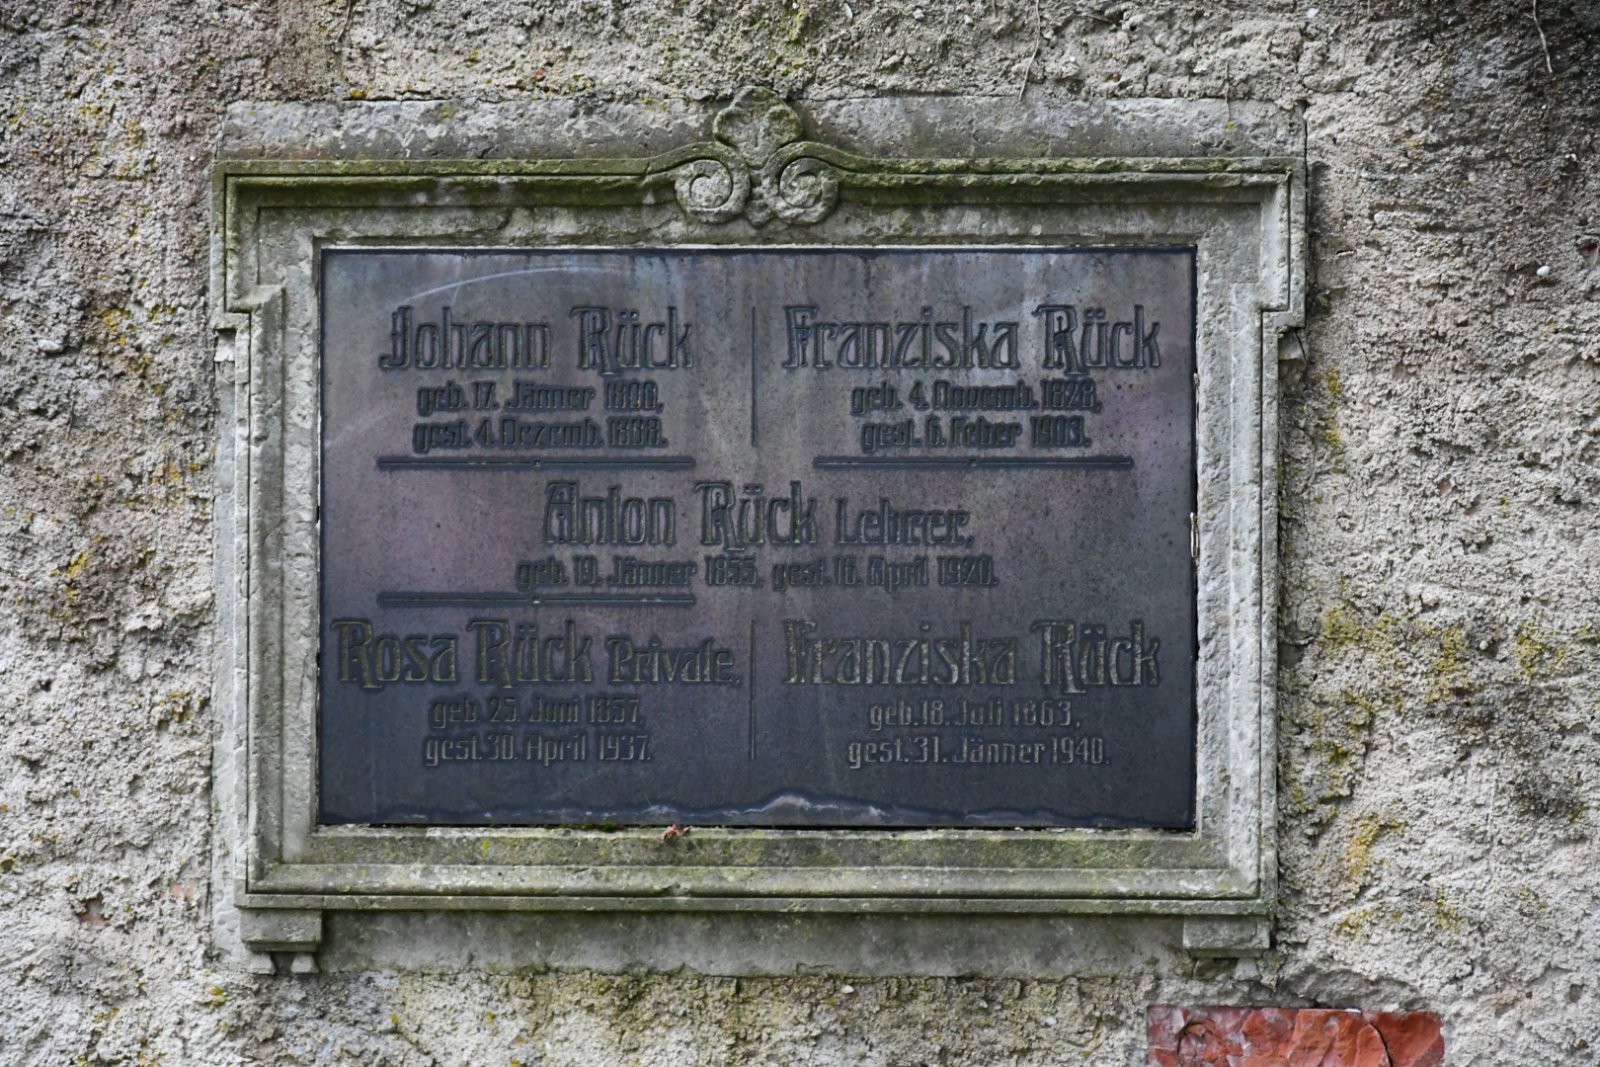 Johann Rück
geb. 17. Jänner
gest. 4. Dezemb. 1888.
Franziska Rück
geb. 4. Novemb. 1828,
gest. 6. Feber 1903.
Anton Rück Lehrer.
geb. 19. Jänner 1855, gest. 16. April 1920.
Rosa Rück Private,
geb. 25. Juni 1857,
gest. 30. April 1937.
Franziska Rück
geb. 18. Juli 1863,
gest. 31. Jänner 1940.